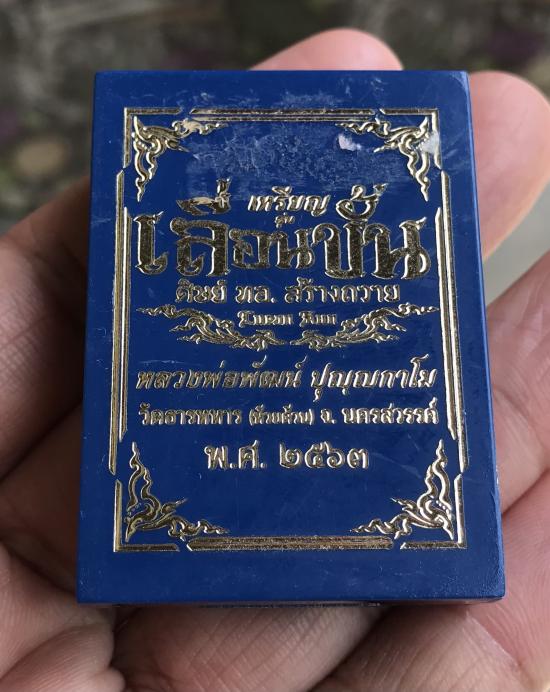 เหรียญ
เลื่อนขั้น
ศิษย์ ทอ. สร้างถวาย
หลวงพ่อพัฒน์ ปุญฺญกาโม
วัดธารทหาร (ห้วยด้วน) จ. นครสวรรค์
พ.ศ. ๒๕๖๓